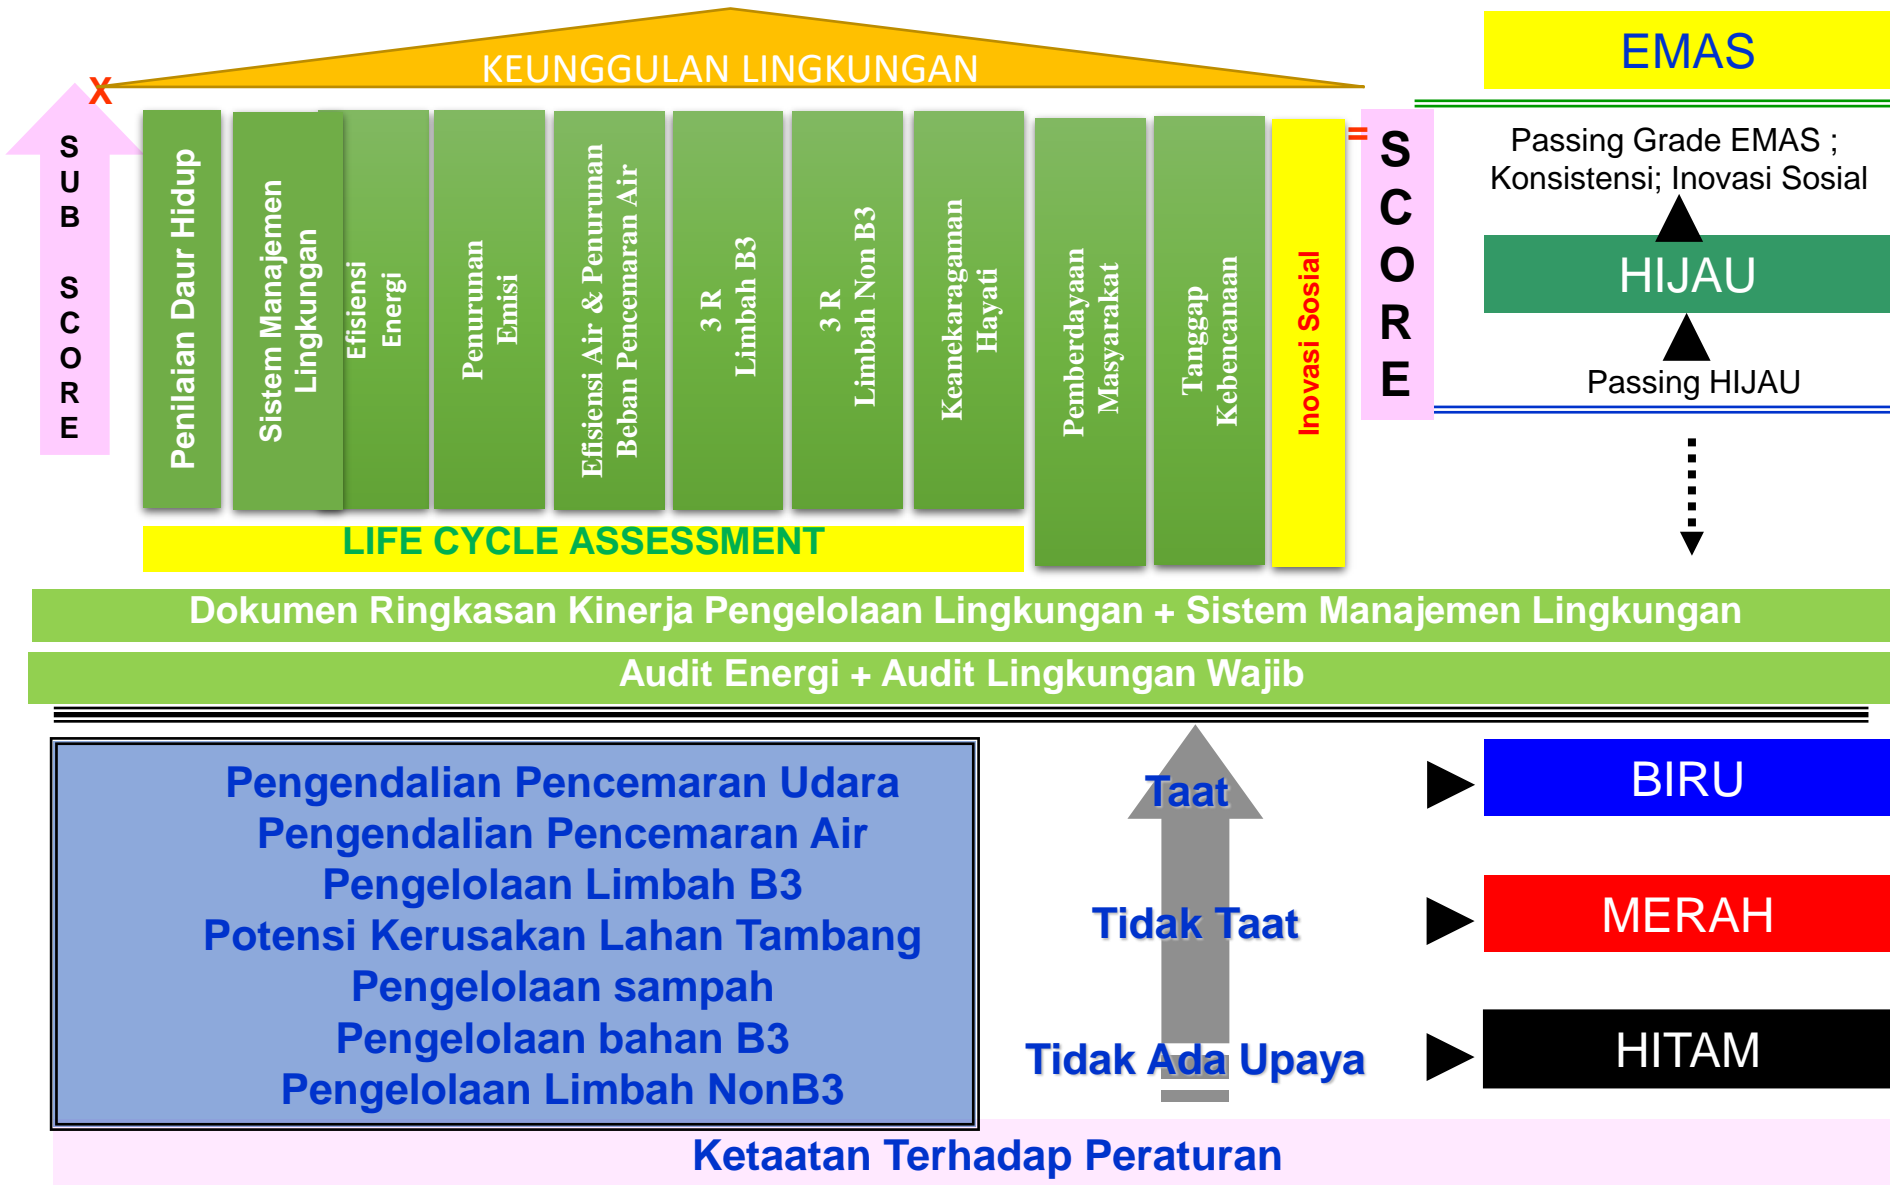 KEUNGGULAN LINGKUNGAN
X
SUB SCORE
Penilaian Daur Hidup
Sistem Manajemen
Lingkungan
Efisiensi
Energi
Penurunan
Emisi
Efisiensi Air & Penurunan
Beban Pencemaran Air
3 R
Limbah B3
3 R
Limbah Non B3
Keanekaragaman
Hayati
Pemberdayaan
Masyarakat
Tanggap
Kebencanaan
Inovasi Sosial
=
SCORE
LIFE CYCLE ASSESSMENT
EMAS
Passing Grade EMAS ;
Konsistensi; Inovasi Sosial
HIJAU
Passing HIJAU
Dokumen Ringkasan Kinerja Pengelolaan Lingkungan + Sistem Manajemen Lingkungan
Audit Energi + Audit Lingkungan Wajib
Pengendalian Pencemaran Udara
Pengendalian Pencemaran Air
Pengelolaan Limbah B3
Potensi Kerusakan Lahan Tambang
Pengelolaan sampah
Pengelolaan bahan B3
Pengelolaan Limbah NonB3
Taat
BIRU
Tidak Taat
MERAH
Tidak Ada Upaya
HITAM
Ketaatan Terhadap Peraturan